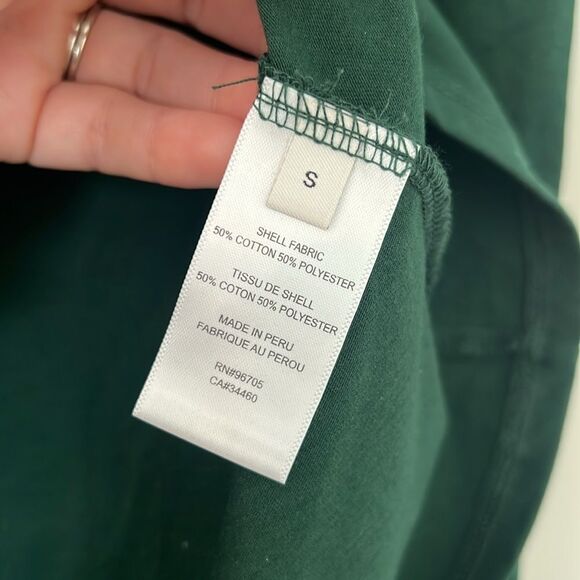 S
SHELL FABRIC
50% COTTON 50% POLYESTER
TISSU DE SHELL
50% COTON 50% POLYESTER
MADE IN PERU
FABRIQUE AU PEROU
RN#96705
CA#34460